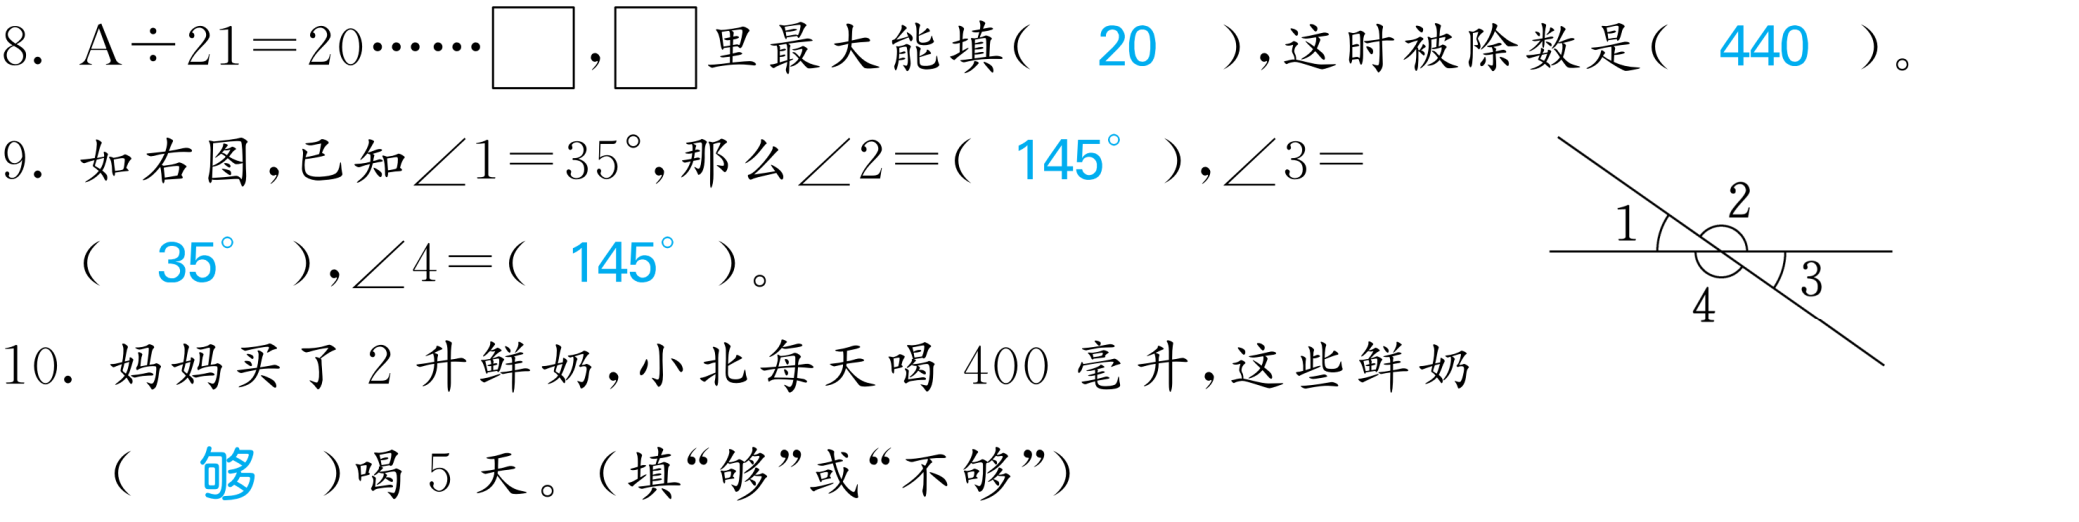 8. A÷21=20……□,□里最大能填( 20 ),这时被除数是( 440 )。
9. 如右图,已知∠1=35°,那么∠2=( 145° ),∠3=
( 35° ),∠4=( 145° )。
1 2 3 4
10. 妈妈买了 2 升鲜奶,小北每天喝 400 毫升,这些鲜奶
( 够 )喝 5 天。(填“够”或“不够”)